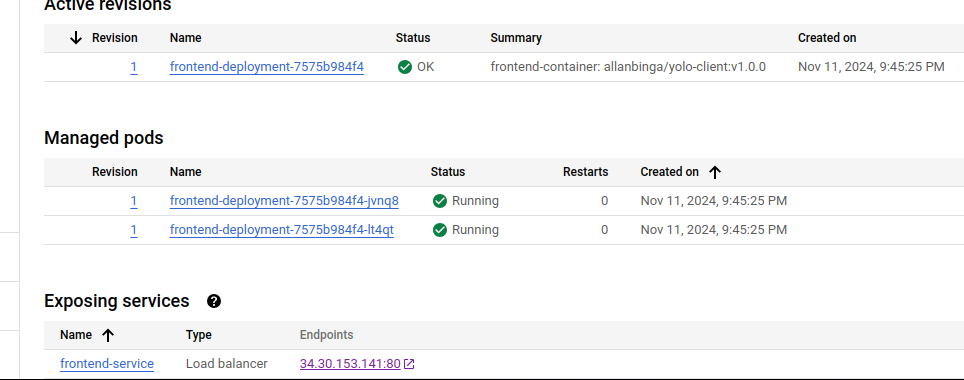 Active revisions
Revision Name Status Summary Created on
1 frontend-deployment-7575b984f4 OK frontend-container: allanbinga/yolo-client:v1.0.0 Nov 11, 2024, 9:45:25 PM
Managed pods
Revision Name Status Restarts Created on
1 frontend-deployment-7575b984f4-jvnq8 Running 0 Nov 11, 2024, 9:45:25 PM
1 frontend-deployment-7575b984f4-lt4qt Running 0 Nov 11, 2024, 9:45:25 PM
Exposing services ?
Name Type Endpoints
frontend-service Load balancer 34.30.153.141:80